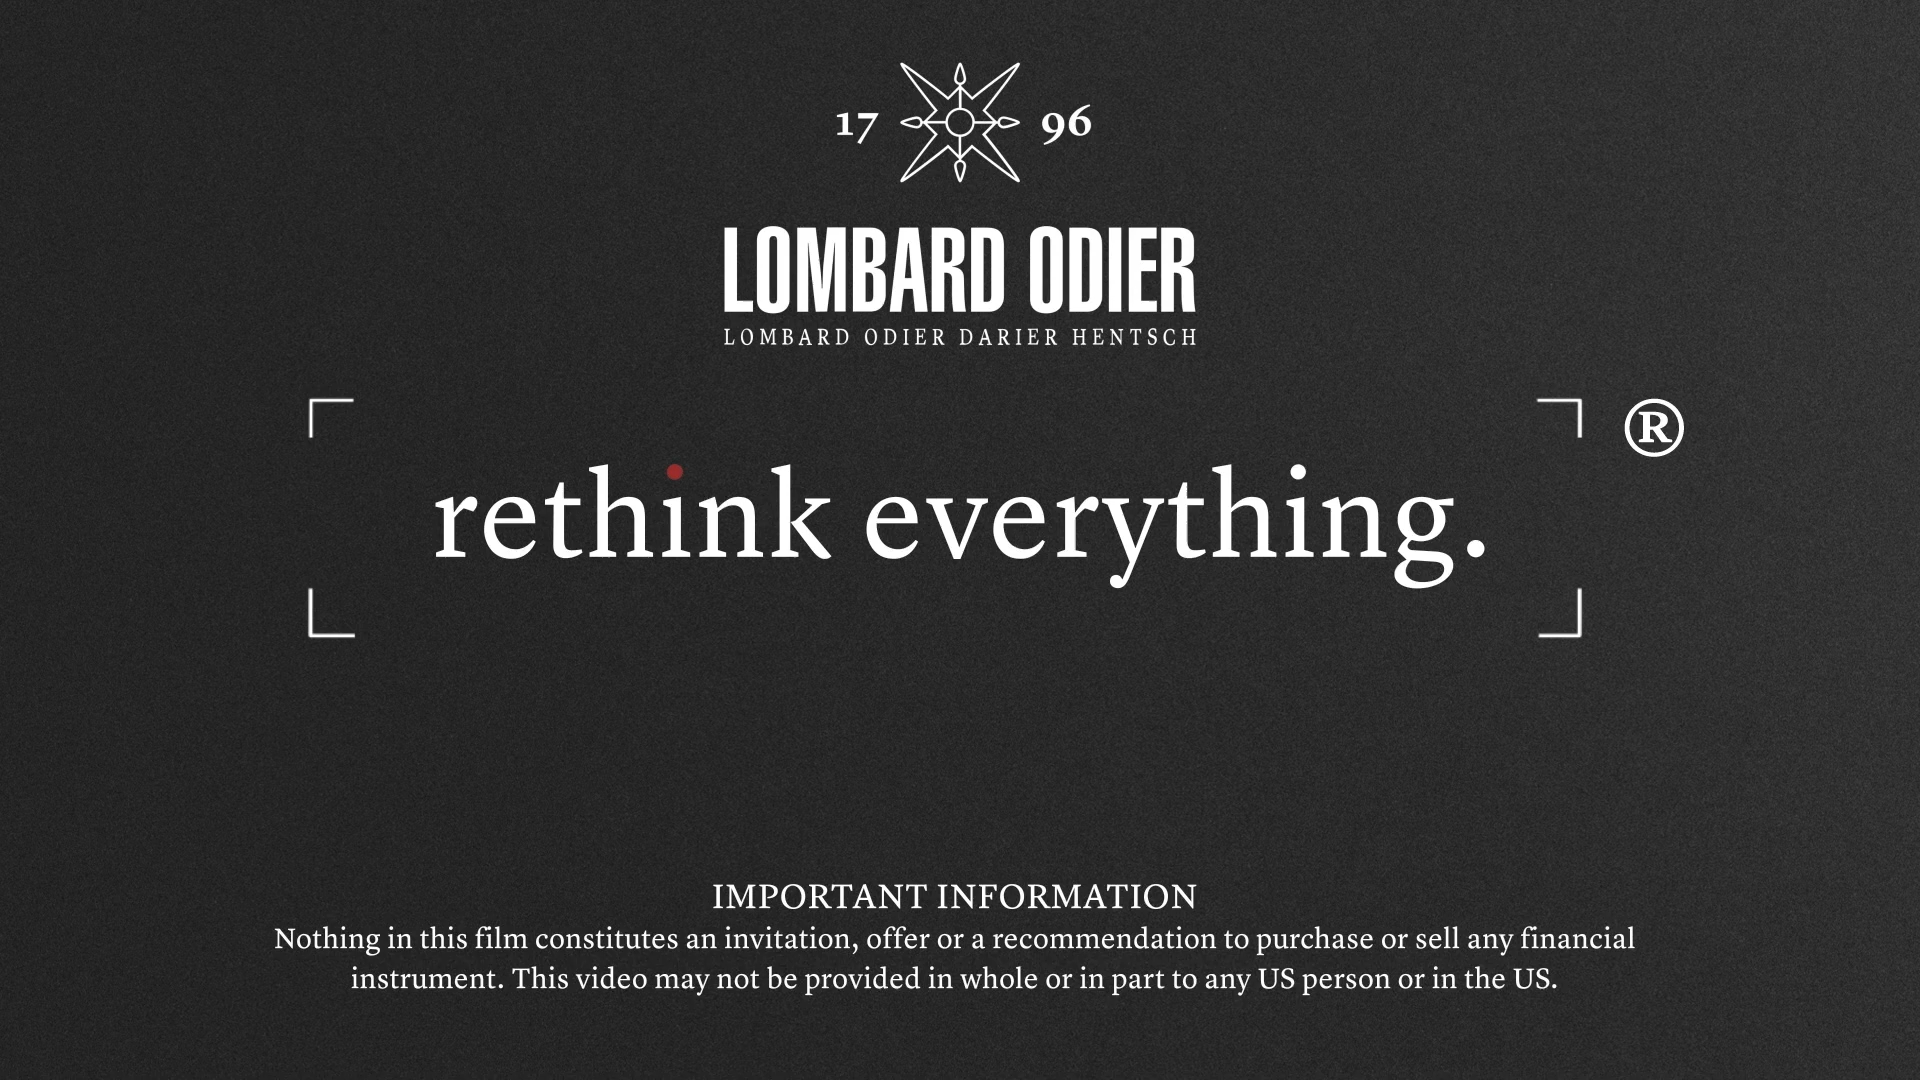 17 96
LOMBARD ODIER
LOMBARD ODIER DARIER HENTSCH
rethink everything. ®
IMPORTANT INFORMATION
Nothing in this film constitutes an invitation, offer or a recommendation to purchase or sell any financial
instrument. This video may not be provided in whole or in part to any US person or in the US.